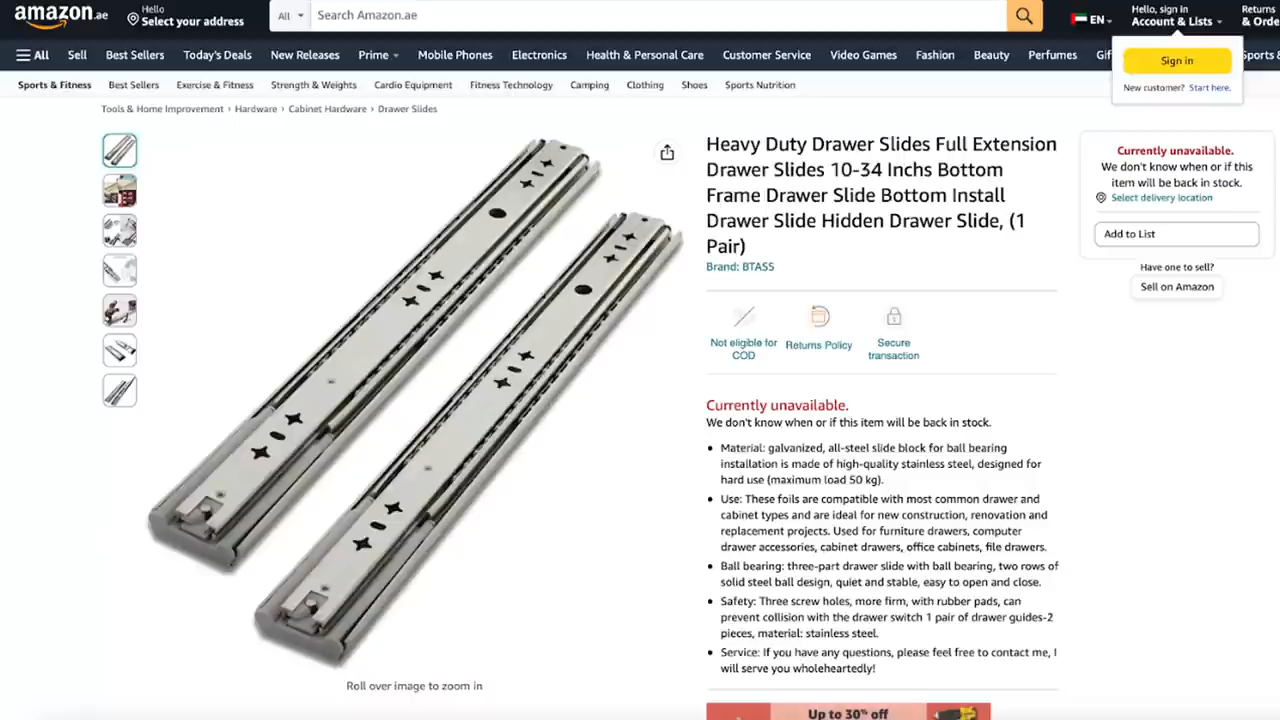 amazon.ae
Hello
Select your address
All
Search Amazon.ae
EN
Hello, sign in
Account & Lists
Returns
& Orde
All
Sell
Best Sellers
Today's Deals
New Releases
Prime
Mobile Phones
Electronics
Health & Personal Care
Customer Service
Video Games
Fashion
Beauty
Perfumes
Gif
Sports &
Sign in
New customer? Start here.
Sports & Fitness
Best Sellers
Exercise & Fitness
Strength & Weights
Cardio Equipment
Fitness Technology
Camping
Clothing
Shoes
Sports Nutrition
Tools & Home Improvement › Hardware › Cabinet Hardware › Drawer Slides
Heavy Duty Drawer Slides Full Extension
Drawer Slides 10-34 Inchs Bottom
Frame Drawer Slide Bottom Install
Drawer Slide Hidden Drawer Slide, (1
Pair)
Brand: BTASS
Not eligible for
COD
Returns Policy
Secure
transaction
Currently unavailable.
We don't know when or if this item will be back in stock.
• Material: galvanized, all-steel slide block for ball bearing
installation is made of high-quality stainless steel, designed for
hard use (maximum load 50 kg).
• Use: These foils are compatible with most common drawer and
cabinet types and are ideal for new construction, renovation and
replacement projects. Used for furniture drawers, computer
drawer accessories, cabinet drawers, office cabinets, file drawers.
• Ball bearing: three-part drawer slide with ball bearing, two rows of
solid steel ball design, quiet and stable, easy to open and close.
• Safety: Three screw holes, more firm, with rubber pads, can
prevent collision with the drawer switch 1 pair of drawer guides-2
pieces, material: stainless steel.
• Service: If you have any questions, please feel free to contact me, I
will serve you wholeheartedly!
Roll over image to zoom in
Up to 30% off
Currently unavailable.
We don't know when or if this
item will be back in stock.
Select delivery location
Add to List
Have one to sell?
Sell on Amazon